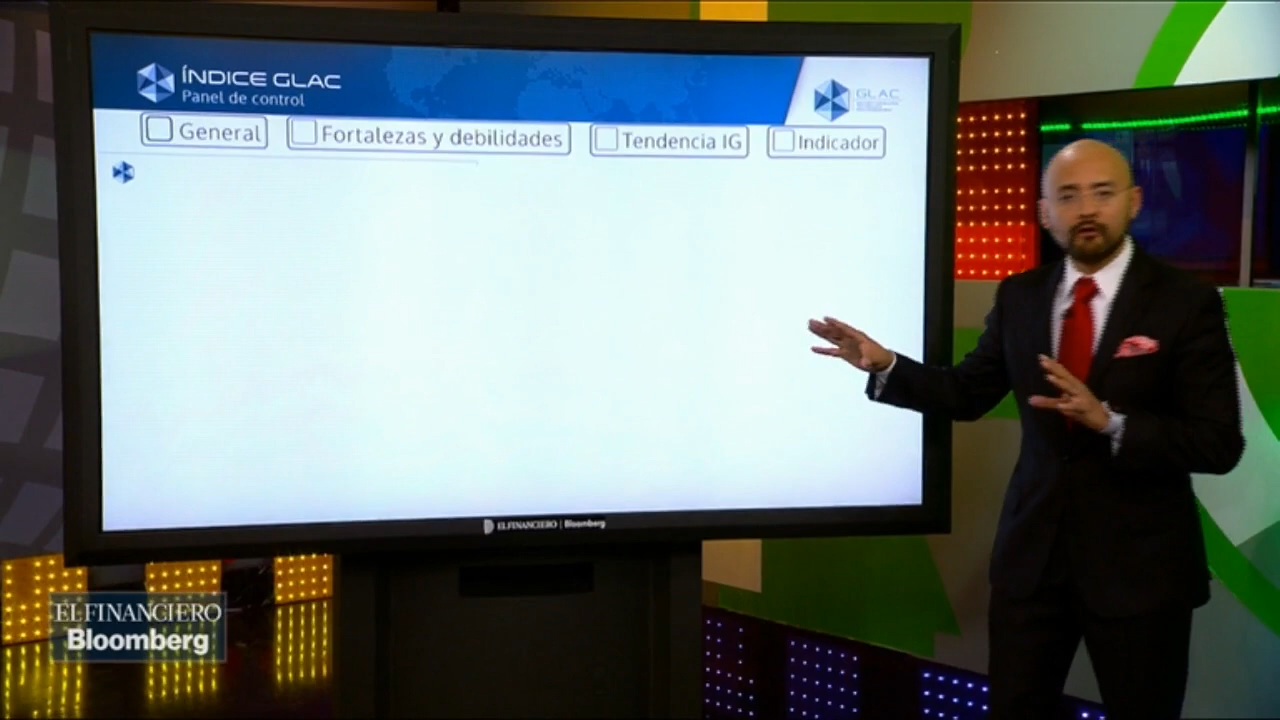 ÍNDICE GLAC
Panel de control
GLAC
General
Fortalezas y debilidades
Tendencia IG
Indicador
EL FINANCIERO | Bloomberg
EL FINANCIERO
Bloomberg